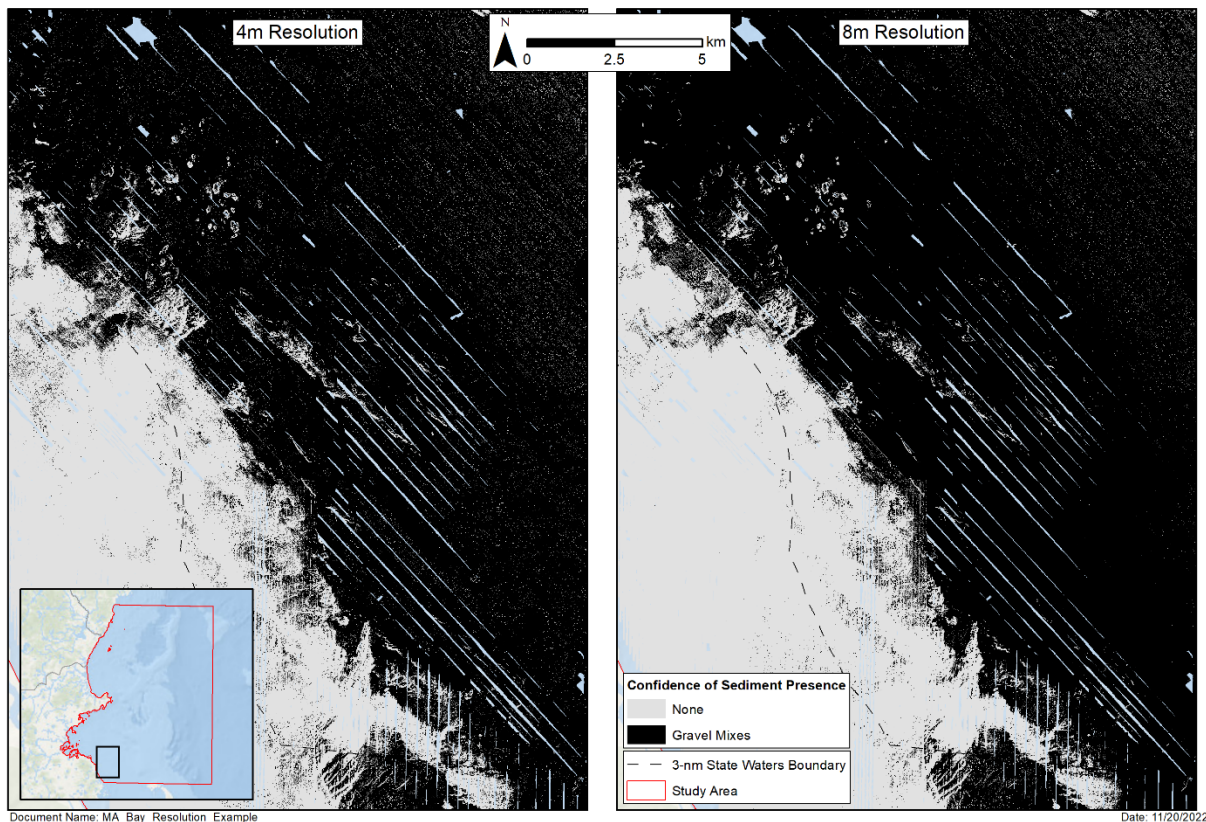 4m Resolution
N
km
0 2.5 5
8m Resolution
Confidence of Sediment Presence
None
Gravel Mixes
3-nm State Waters Boundary
Study Area
Document Name: MA_Bay_Resolution_Example
Date: 11/20/2022